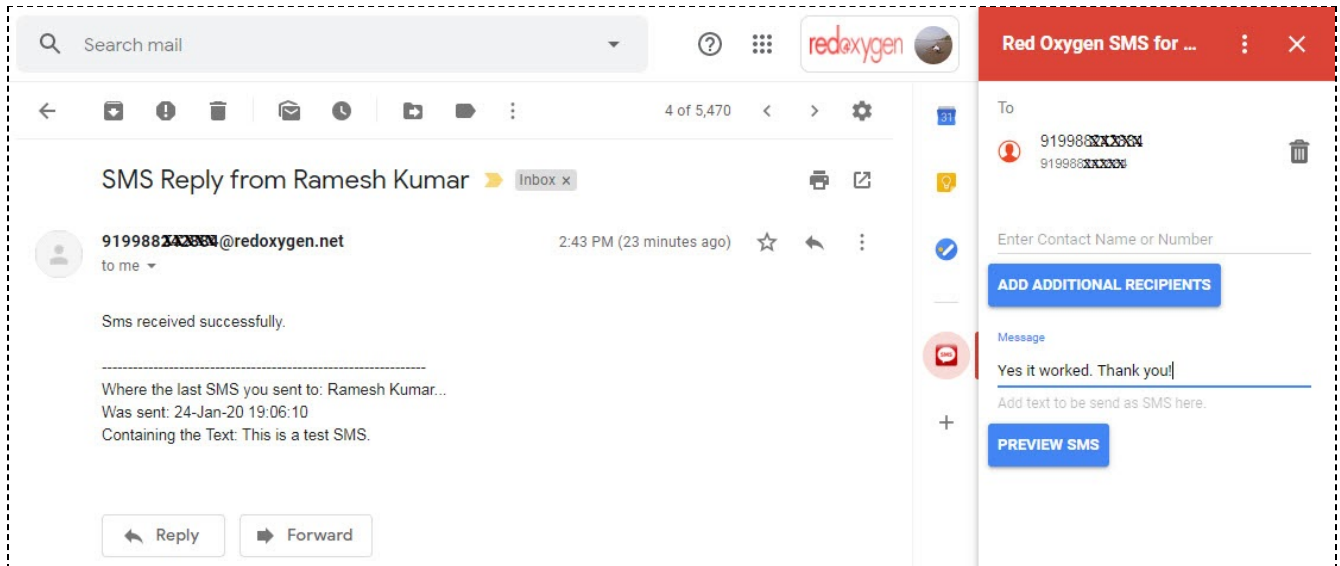 Search mail
redoxygen
Red Oxygen SMS for ...
4 of 5,470
31
To
919988
919988
SMS Reply from Ramesh Kumar
Inbox x
@redoxygen.net
2:43 PM (23 minutes ago)
to me
Enter Contact Name or Number
ADD ADDITIONAL RECIPIENTS
Sms received successfully.
------------------------------------------------------------------
Where the last SMS you sent to: Ramesh Kumar...
Was sent: 24-Jan-20 19:06:10
Containing the Text: This is a test SMS.
SMS
Message
Yes it worked. Thank you!
Add text to be send as SMS here.
PREVIEW SMS
Reply
Forward